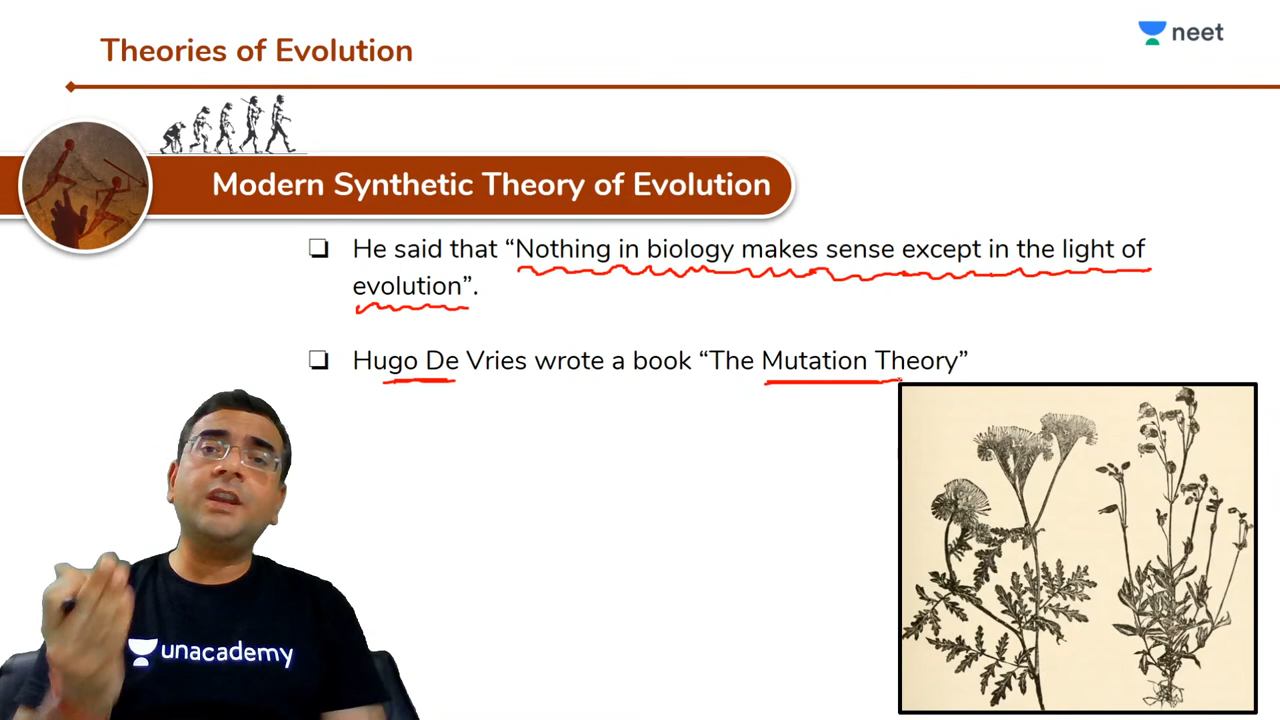 Theories of Evolution
neet
Modern Synthetic Theory of Evolution
❏ He said that “Nothing in biology makes sense except in the light of
evolution”.
❏ Hugo De Vries wrote a book “The Mutation Theory”
unacademy